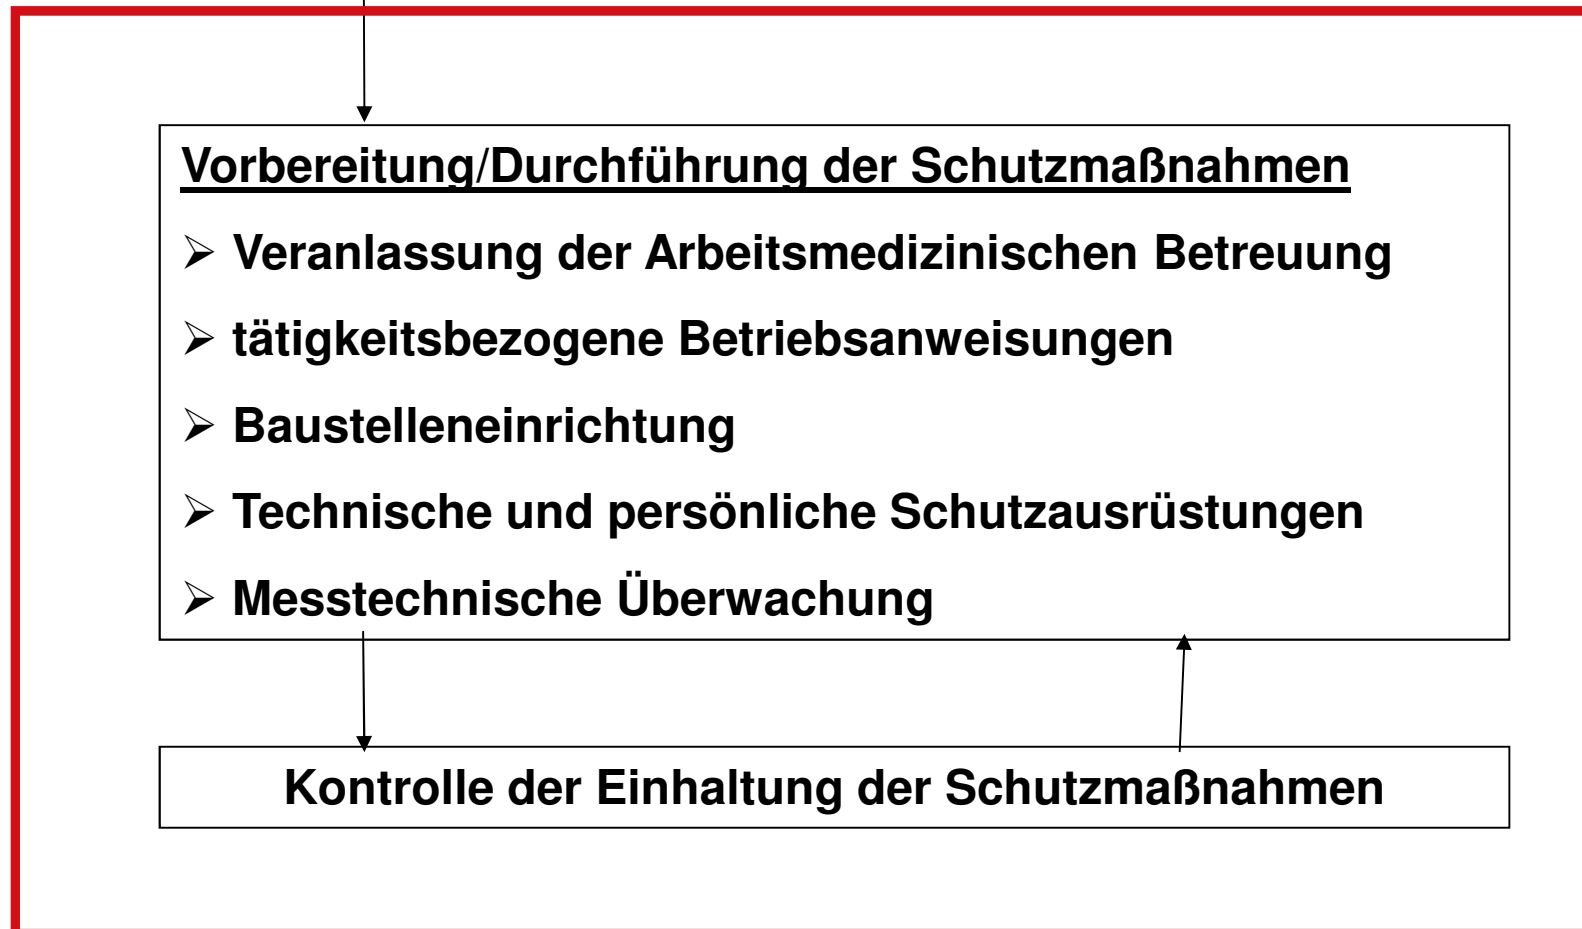 Vorbereitung/Durchführung der Schutzmaßnahmen
➢ Veranlassung der Arbeitsmedizinischen Betreuung
➢ tätigkeitsbezogene Betriebsanweisungen
➢ Baustelleneinrichtung
➢ Technische und persönliche Schutzausrüstungen
➢ Messtechnische Überwachung
Kontrolle der Einhaltung der Schutzmaßnahmen